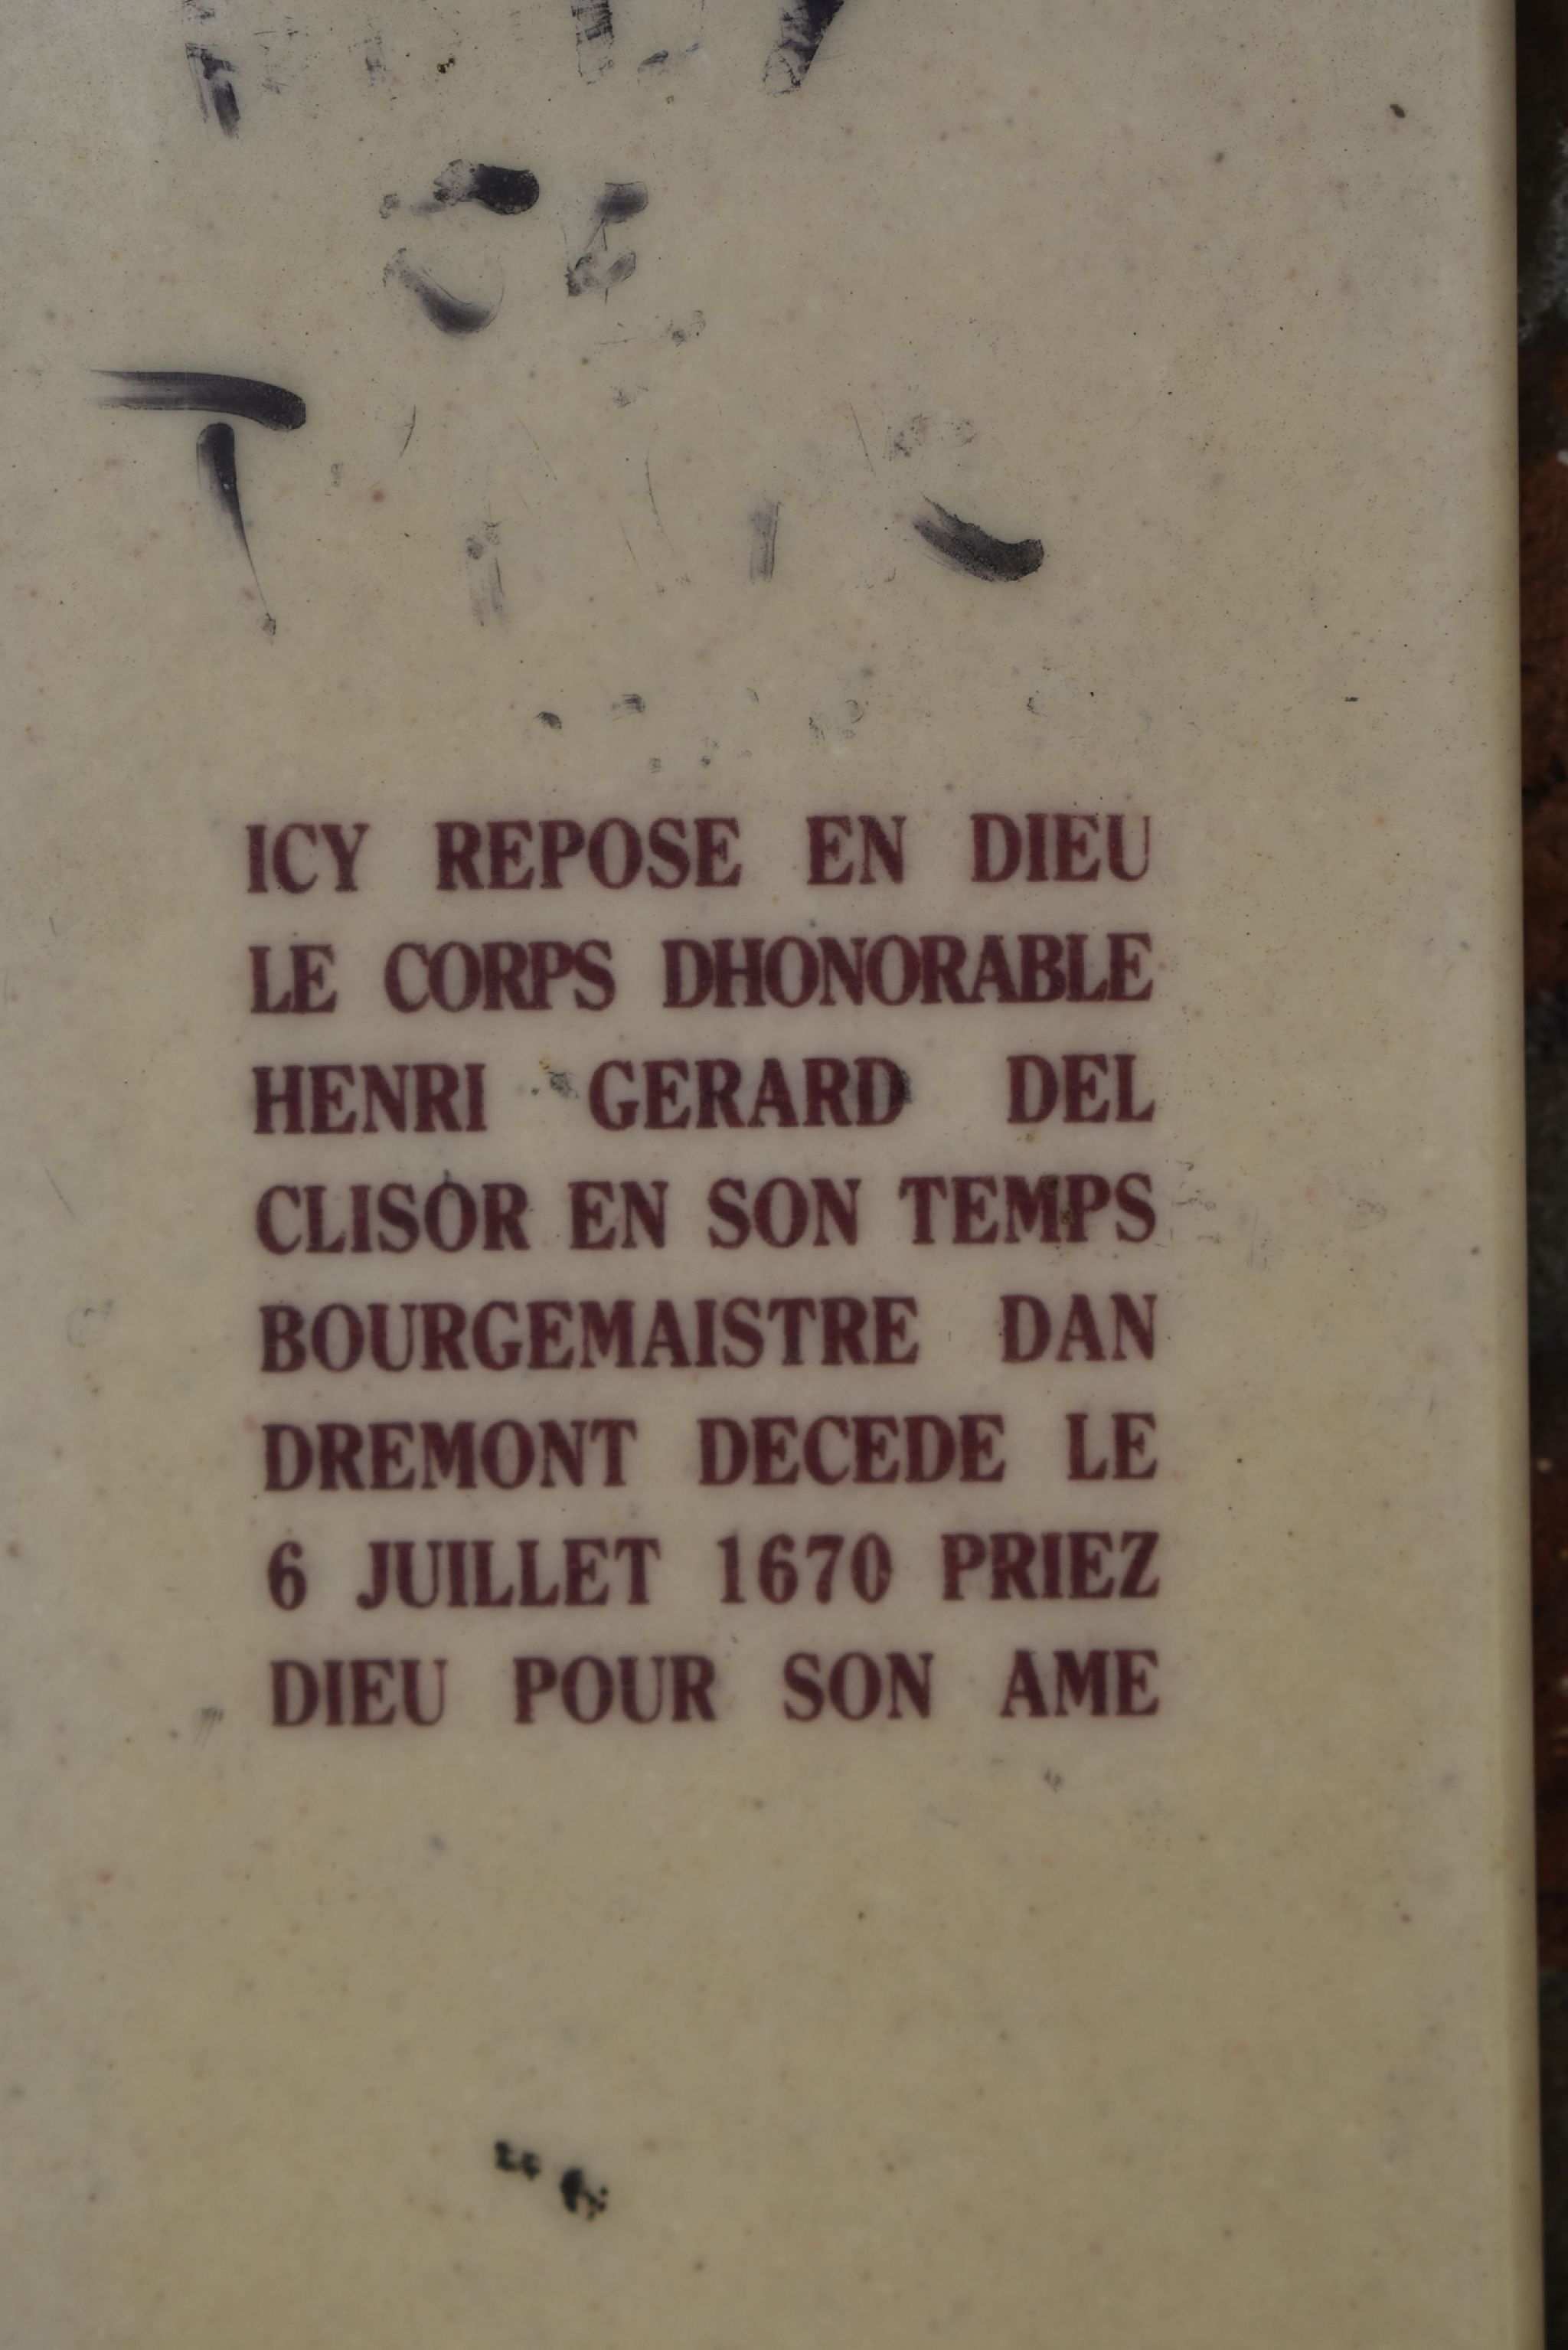 ICY REPOSE EN DIEU
LE CORPS DHONORABLE
HENRI GERARD DEL
CLISOR EN SON TEMPS
BOURGEMAISTRE DAN
DREMONT DECEDE LE
6 JUILLET 1670 PRIEZ
DIEU POUR SON AME